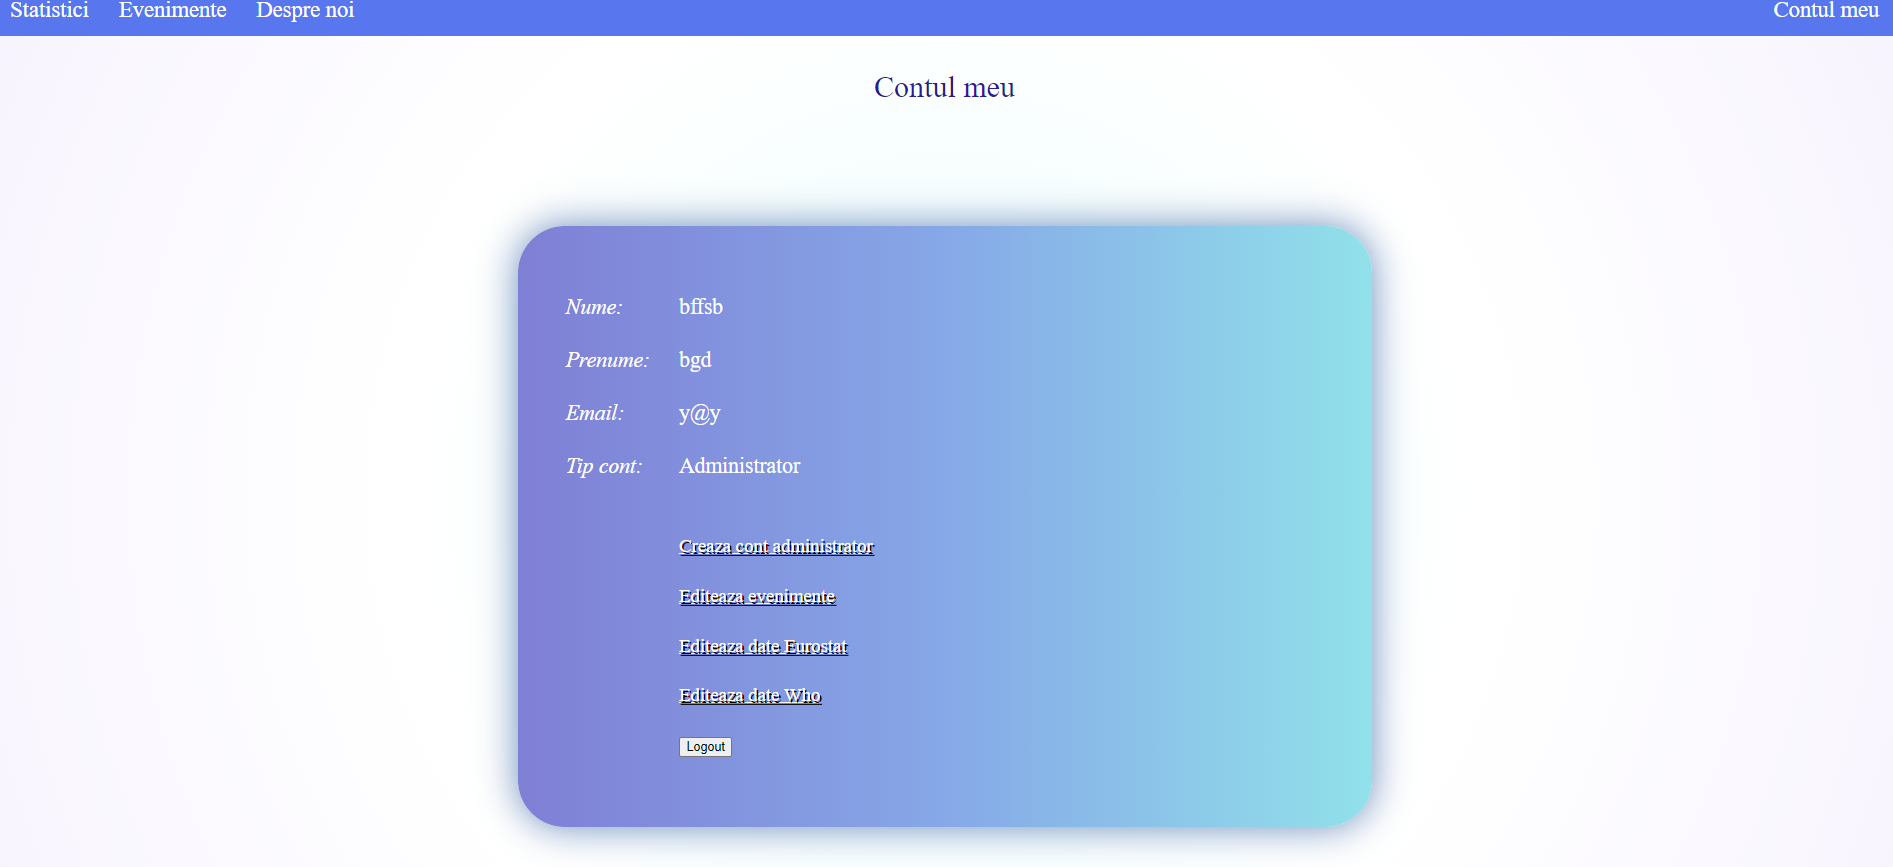 Statistici Evenimente Despre noi Contul meu
Contul meu
Nume: bffsb
Prenume: bgd
Email: y@y
Tip cont: Administrator
Creaza cont administrator
Editeaza evenimente
Editeaza date Eurostat
Editeaza date Who
Logout